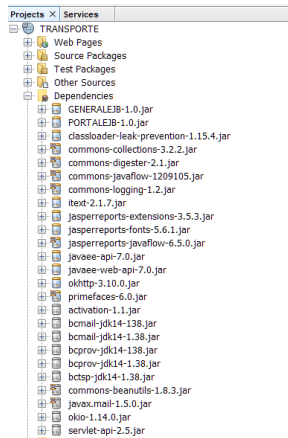 Projects × Services
TRANSPORTE
Web Pages
Source Packages
Test Packages
Other Sources
Dependencies
GENERALEJB-1.0.jar
PORTALEJB-1.0.jar
classloader-leak-prevention-1.15.4.jar
commons-collections-3.2.2.jar
commons-digester-2.1.jar
commons-javaflow-1209105.jar
commons-logging-1.2.jar
itext-2.1.7.jar
jasperreports-extensions-3.5.3.jar
jasperreports-fonts-5.6.1.jar
jasperreports-javaflow-6.5.0.jar
javaee-api-7.0.jar
javaee-web-api-7.0.jar
okhttp-3.10.0.jar
primefaces-6.0.jar
activation-1.1.jar
bcmail-jdk14-138.jar
bcmail-jdk14-1.38.jar
bcprov-jdk14-138.jar
bcprov-jdk14-1.38.jar
bctsp-jdk14-1.38.jar
commons-beanutils-1.8.3.jar
javax.mail-1.5.0.jar
okio-1.14.0.jar
servlet-api-2.5.jar